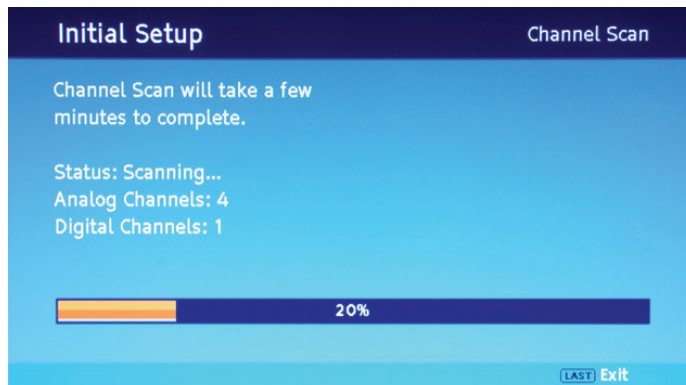 Initial Setup
Channel Scan
Channel Scan will take a few
minutes to complete.
Status: Scanning...
Analog Channels: 4
Digital Channels: 1
20%
LAST Exit